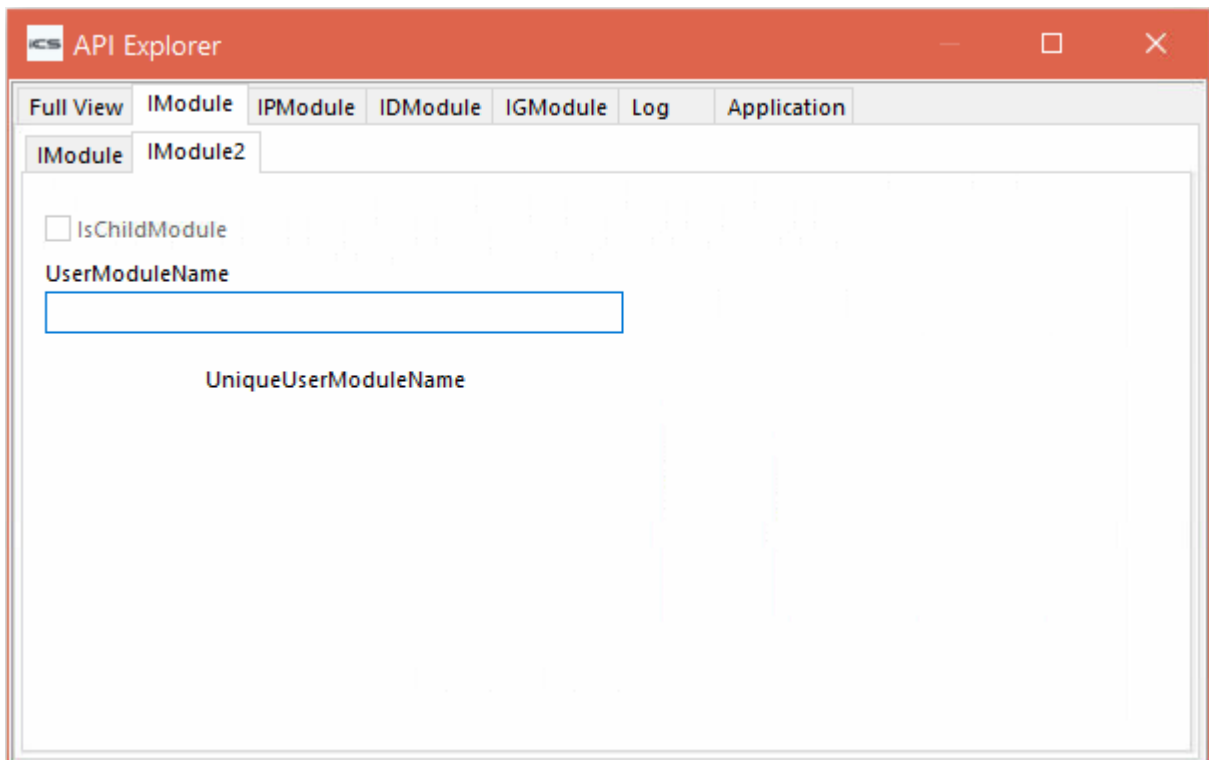 iCS API Explorer
Full View IModule IPModule IDModule IGModule Log Application
IModule IModule2
IsChildModule
UserModuleName
UniqueUserModuleName